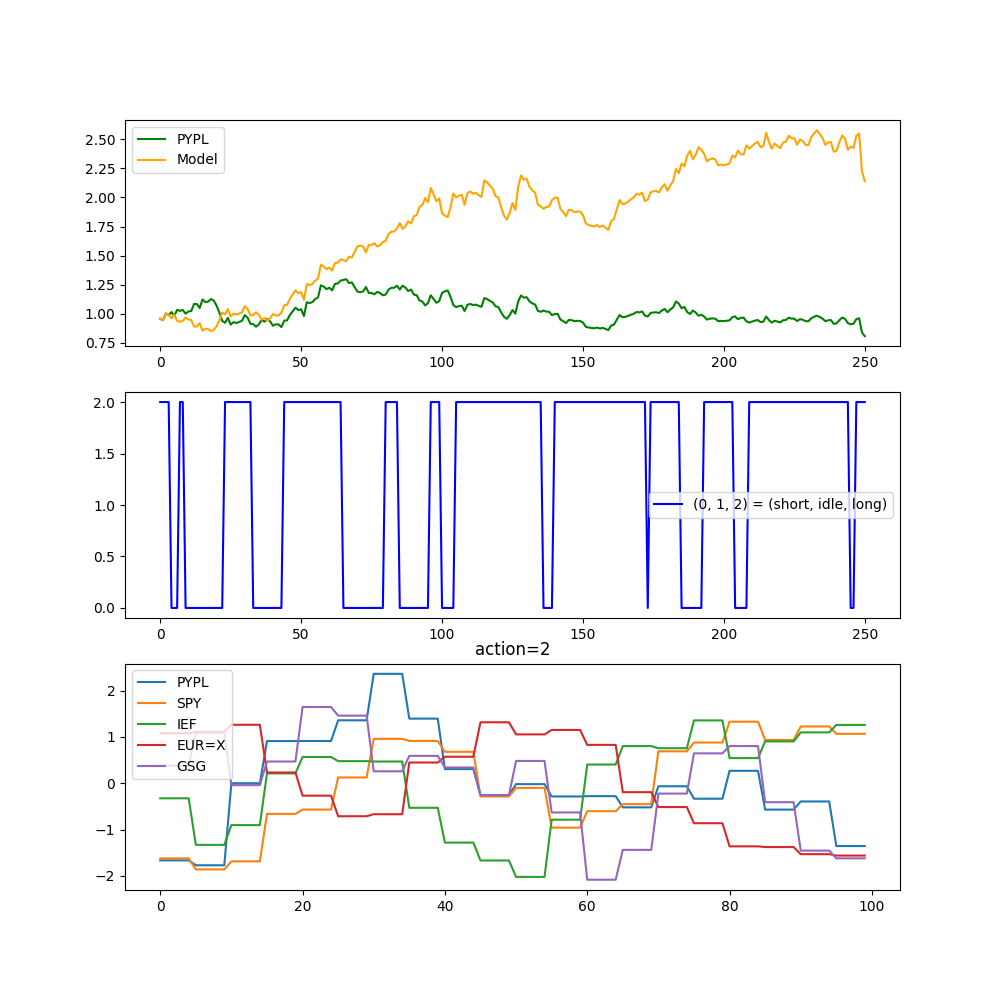 PYPL
Model
2.50
2.25
2.00
1.75
1.50
1.25
1.00
0.75
0 50 100 150 200 250
2.0
1.5
1.0
0.5
0.0
(0, 1, 2) = (short, idle, long)
0 50 100 150 200 250
action=2
PYPL
SPY
IEF
EUR=X
GSG
2
1
0
−1
−2
0 20 40 60 80 100